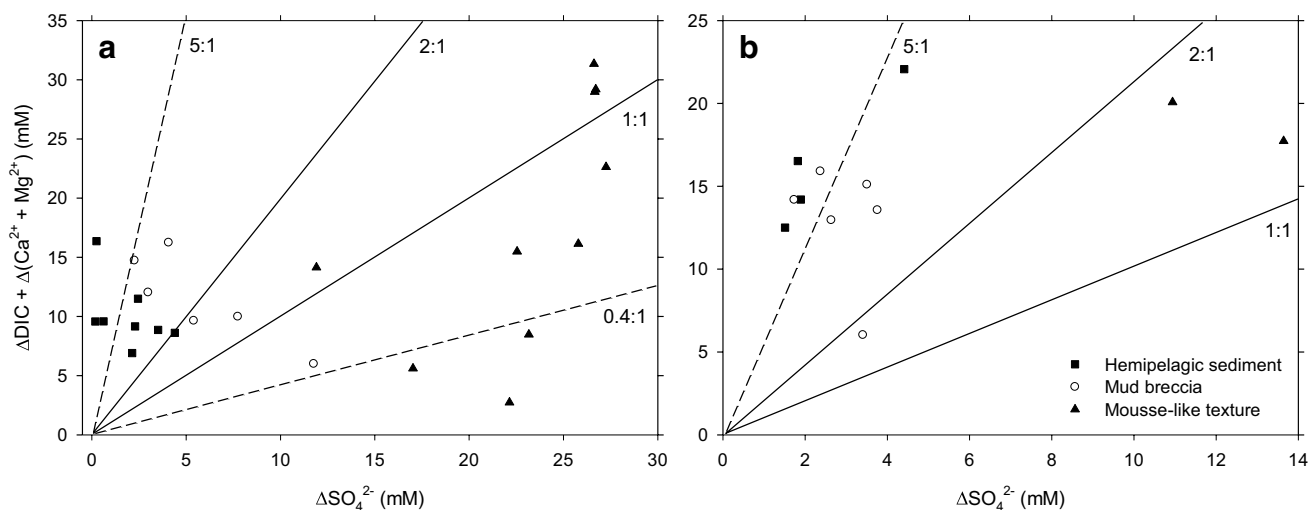 a
5:1
2:1
1:1
0.4:1
35
30
25
20
15
10
5
0
0 5 10 15 20 25 30
ΔDIC + Δ(Ca²⁺ + Mg²⁺) (mM)
ΔSO₄²⁻ (mM)
b
5:1
2:1
1:1
25
20
15
10
5
0
Hemipelagic sediment
Mud breccia
Mousse-like texture
0 2 4 6 8 10 12 14
ΔSO₄²⁻ (mM)